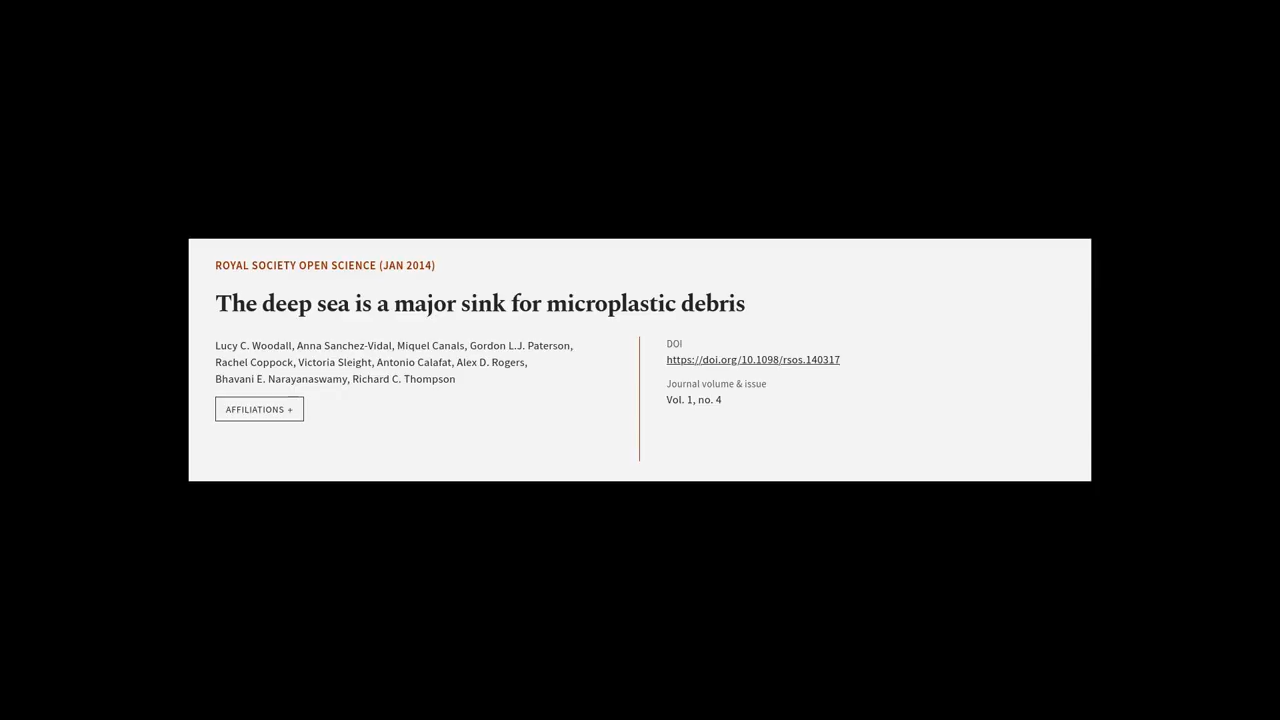 ROYAL SOCIETY OPEN SCIENCE (JAN 2014)
The deep sea is a major sink for microplastic debris
Lucy C. Woodall, Anna Sanchez-Vidal, Miquel Canals, Gordon L.J. Paterson,
Rachel Coppock, Victoria Sleight, Antonio Calafat, Alex D. Rogers,
Bhavani E. Narayanaswamy, Richard C. Thompson
AFFILIATIONS +
DOI
https://doi.org/10.1098/rsos.140317
Journal volume & issue
Vol. 1, no. 4